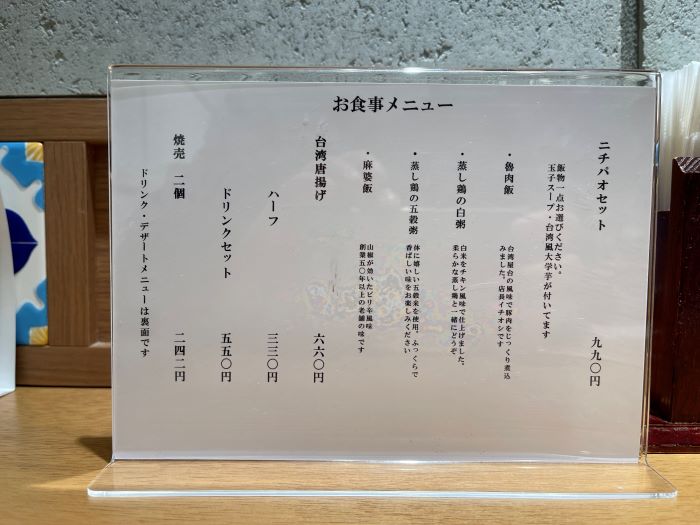 お食事メニュー
ニチパオセット 九九〇円
飯物一点お選びください。
玉子スープ・台湾風大学芋が付いてます
・魯肉飯
台湾屋台の風味で豚肉をじっくり煮込
みました。店長イチオシです
・蒸し鶏の白粥
白米をチキン風味で仕上げました。
柔らかな蒸し鶏と一緒にどうぞ
・蒸し鶏の五穀粥
体に嬉しい五穀米を使用。ふっくらで
香ばしい味をお楽しみください
・麻婆飯
山椒が効いたピリ辛風味
創業五〇年以上の老舗の味です
台湾唐揚げ 六六〇円
ハーフ 三三〇円
ドリンクセット 五五〇円
焼売 二個 二四二円
ドリンク・デザートメニューは裏面です